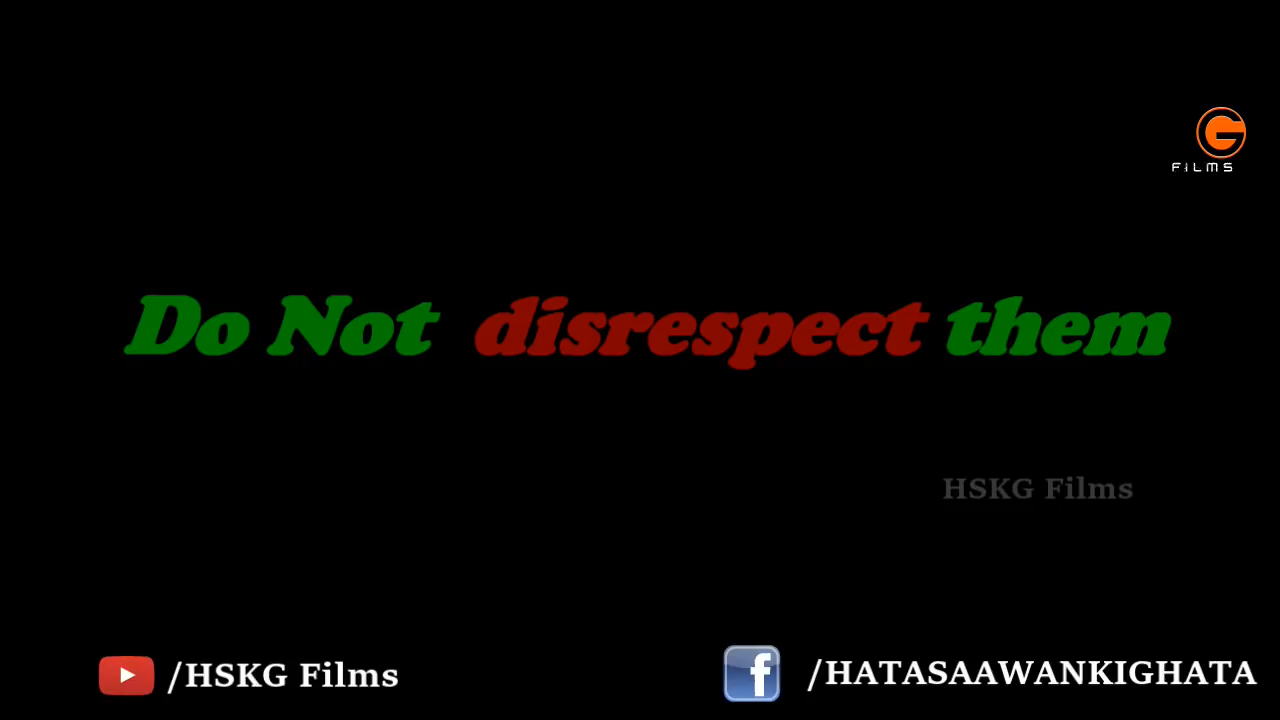 FILMS
Do Not disrespect them
HSKG Films
/HSKG Films
/HATASAAWANKIGHATA